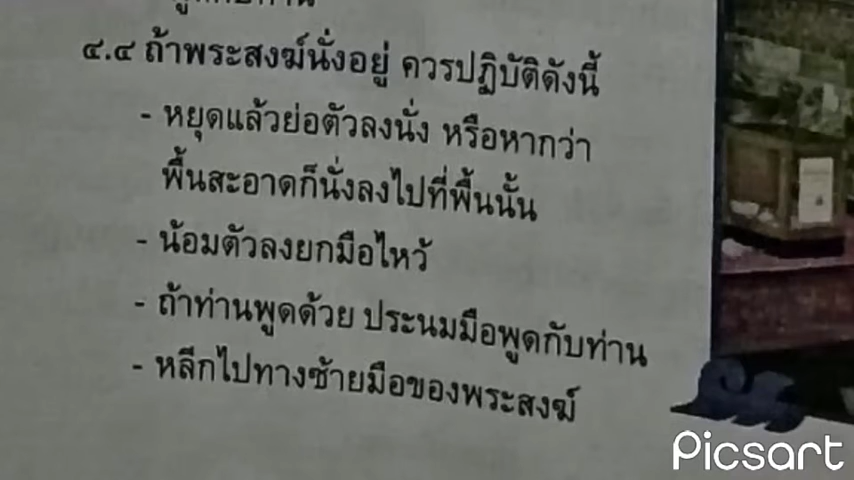 ๔.๔ ถ้าพระสงฆ์นั่งอยู่ ควรปฏิบัติดังนี้
- หยุดแล้วย่อตัวลงนั่ง หรือหากว่า
พื้นสะอาดก็นั่งลงไปที่พื้นนั้น
- น้อมตัวลงยกมือไหว้
- ถ้าท่านพูดด้วย ประนมมือพูดกับท่าน
- หลีกไปทางซ้ายมือของพระสงฆ์
Picsart